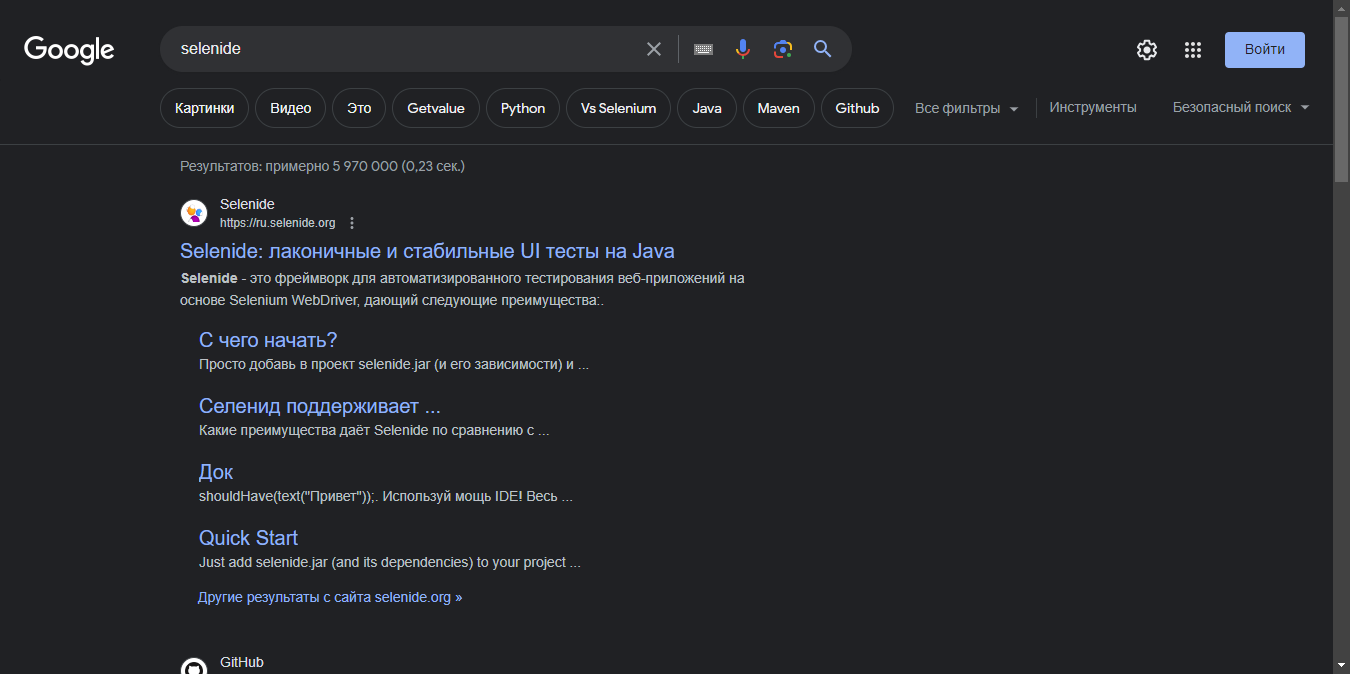 Google
selenide
Войти
Картинки Видео Это Getvalue Python Vs Selenium Java Maven Github Все фильтры Инструменты Безопасный поиск
Результатов: примерно 5 970 000 (0,23 сек.)
Selenide
https://ru.selenide.org
Selenide: лаконичные и стабильные UI тесты на Java
Selenide - это фреймворк для автоматизированного тестирования веб-приложений на
основе Selenium WebDriver, дающий следующие преимущества:.
С чего начать?
Просто добавь в проект selenide.jar (и его зависимости) и ...
Селенид поддерживает ...
Какие преимущества даёт Selenide по сравнению с ...
Док
shouldHave(text("Привет"));. Используй мощь IDE! Весь ...
Quick Start
Just add selenide.jar (and its dependencies) to your project ...
Другие результаты с сайта selenide.org »
GitHub